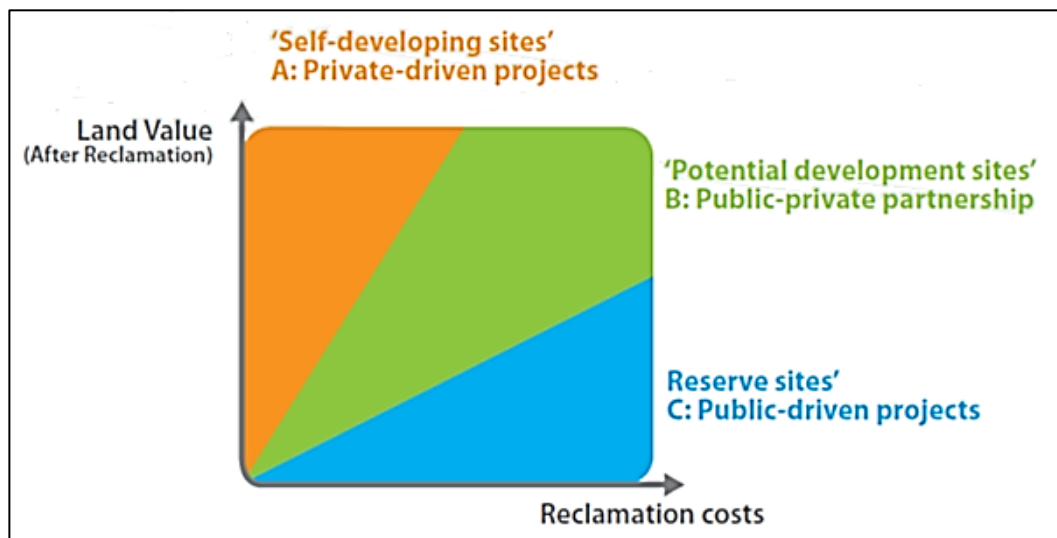 'Self-developing sites'
A: Private-driven projects
Land Value
(After Reclamation)
'Potential development sites'
B: Public-private partnership
Reserve sites'
C: Public-driven projects
Reclamation costs